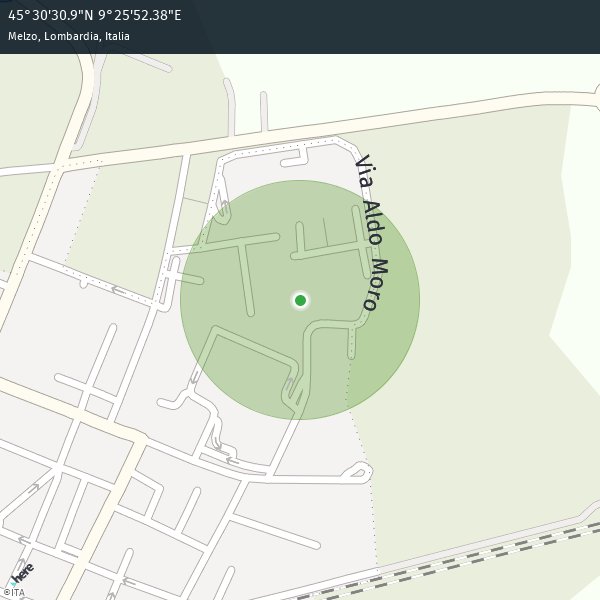 45°30'30.9"N 9°25'52.38"E
Melzo, Lombardia, Italia
Via Aldo Moro
here
©ITA